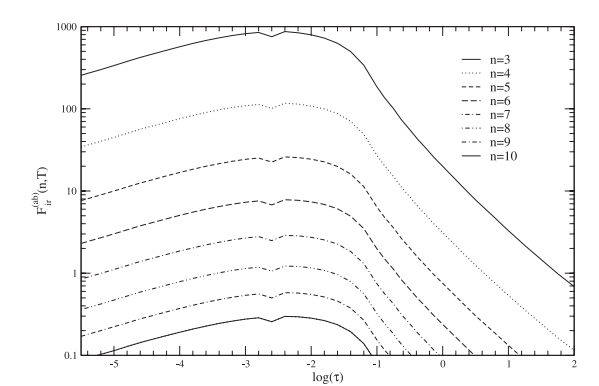 1000
100
10
1
0.1
F_ir^(ab)(n,T)
n=3
n=4
n=5
n=6
n=7
n=8
n=9
n=10
-5 -4 -3 -2 -1 0 1 2
log(τ)